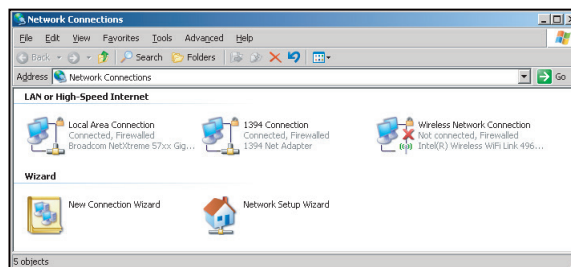 Network Connections
File Edit View Favorites Tools Advanced Help
Back Search Folders
Address Network Connections Go
LAN or High-Speed Internet
Local Area Connection
Connected, Firewalled
Broadcom NetXtreme 57xx Gig...
1394 Connection
Connected, Firewalled
1394 Net Adapter
Wireless Network Connection
Not connected, Firewalled
Intel(R) Wireless WiFi Link 496...
Wizard
New Connection Wizard
Network Setup Wizard
5 objects